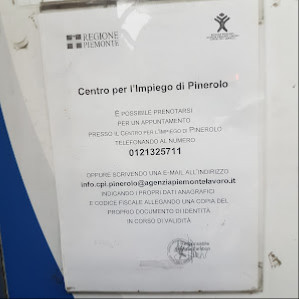 REGIONE
PIEMONTE
Centro per l'Impiego di Pinerolo
È POSSIBILE PRENOTARSI
PER UN APPUNTAMENTO
PRESSO IL CENTRO PER L'IMPIEGO DI PINEROLO
TELEFONANDO AL NUMERO
0121325711
OPPURE SCRIVENDO UNA E-MAIL ALL'INDIRIZZO
info.cpi.pinerolo@agenziapiemontelavoro.it
INDICANDO I PROPRI DATI ANAGRAFICI
E CODICE FISCALE ALLEGANDO UNA COPIA DEL
PROPRIO DOCUMENTO DI IDENTITÀ
IN CORSO DI VALIDITÀ